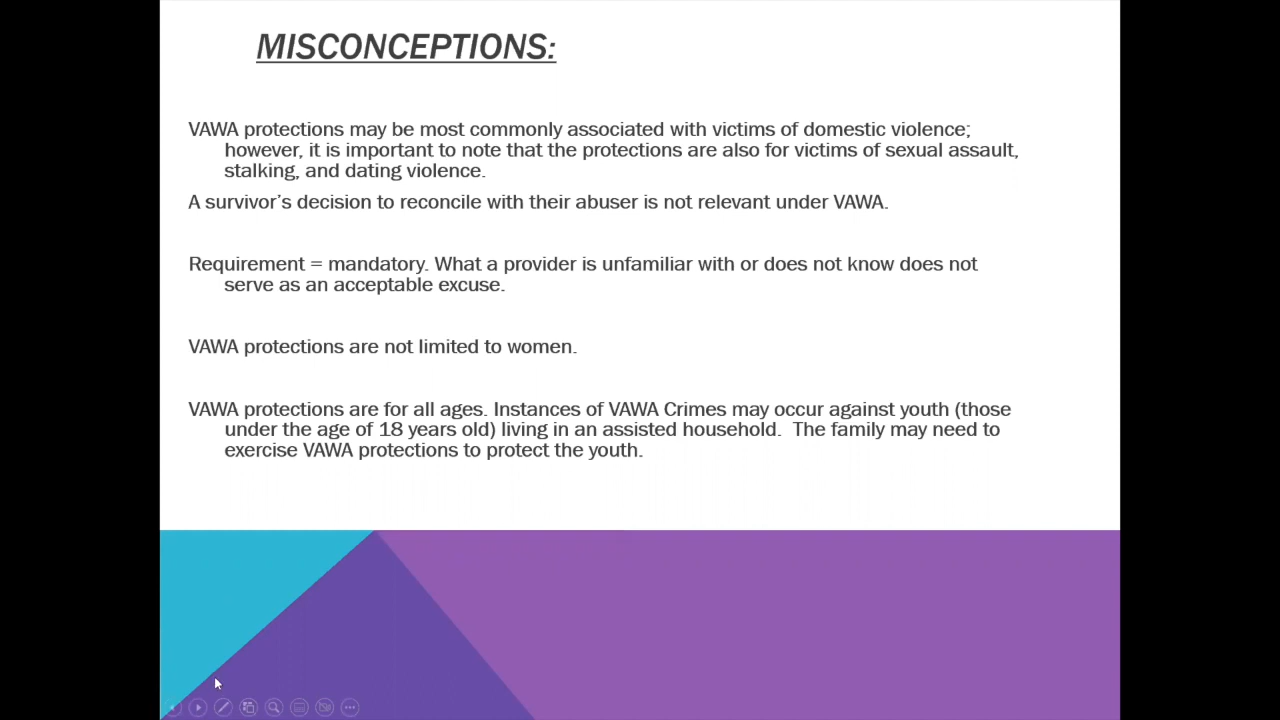 MISCONCEPTIONS:
VAWA protections may be most commonly associated with victims of domestic violence;
however, it is important to note that the protections are also for victims of sexual assault,
stalking, and dating violence.
A survivor's decision to reconcile with their abuser is not relevant under VAWA.
Requirement = mandatory. What a provider is unfamiliar with or does not know does not
serve as an acceptable excuse.
VAWA protections are not limited to women.
VAWA protections are for all ages. Instances of VAWA Crimes may occur against youth (those
under the age of 18 years old) living in an assisted household.  The family may need to
exercise VAWA protections to protect the youth.